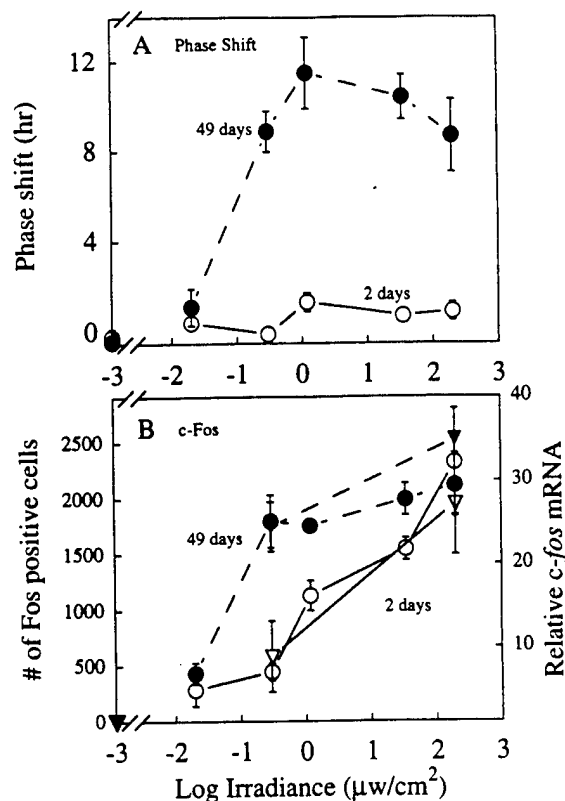 A Phase Shift
Phase shift (hr)
12
8
4
0
49 days
2 days
-3 -2 -1 0 1 2 3
B c-Fos
# of Fos positive cells
2500
2000
1750
1500
1000
500
0
49 days
2 days
40
30
20
10
Relative c-fos mRNA
-3 -2 -1 0 1 2 3
Log Irradiance (μw/cm²)